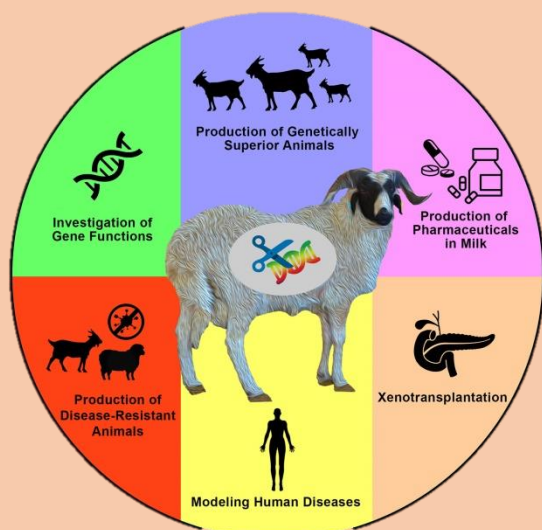 Production of Genetically
Superior Animals
Investigation of
Gene Functions
Production of
Pharmaceuticals
in Milk
Production of
Disease-Resistant
Animals
Xenotransplantation
Modeling Human Diseases